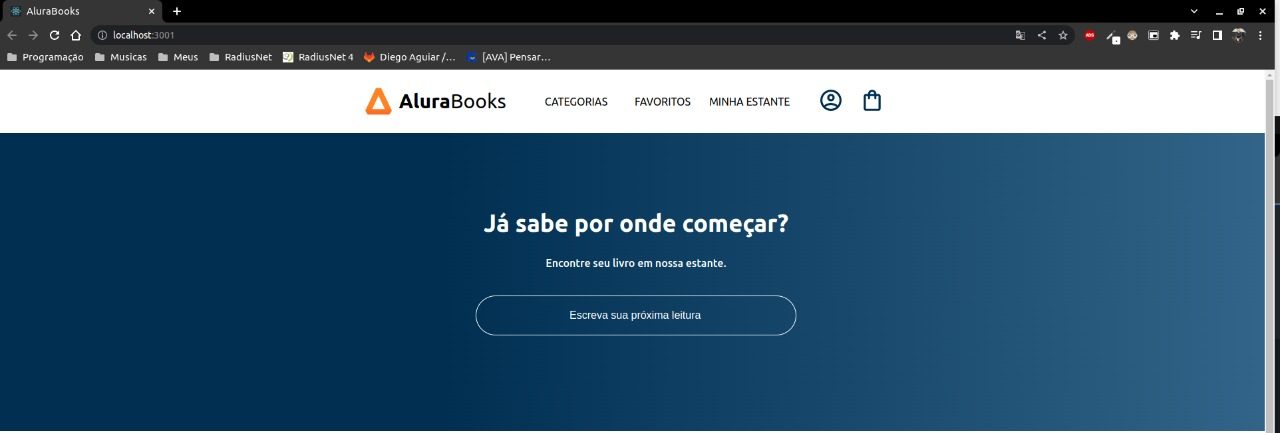 AluraBooks
localhost:3001
ABS
Programação
Musicas
Meus
RadiusNet
RadiusNet 4
Diego Aguiar /...
[AVA] Pensar...
AluraBooks
CATEGORIAS
FAVORITOS
MINHA ESTANTE
Já sabe por onde começar?
Encontre seu livro em nossa estante.
Escreva sua próxima leitura